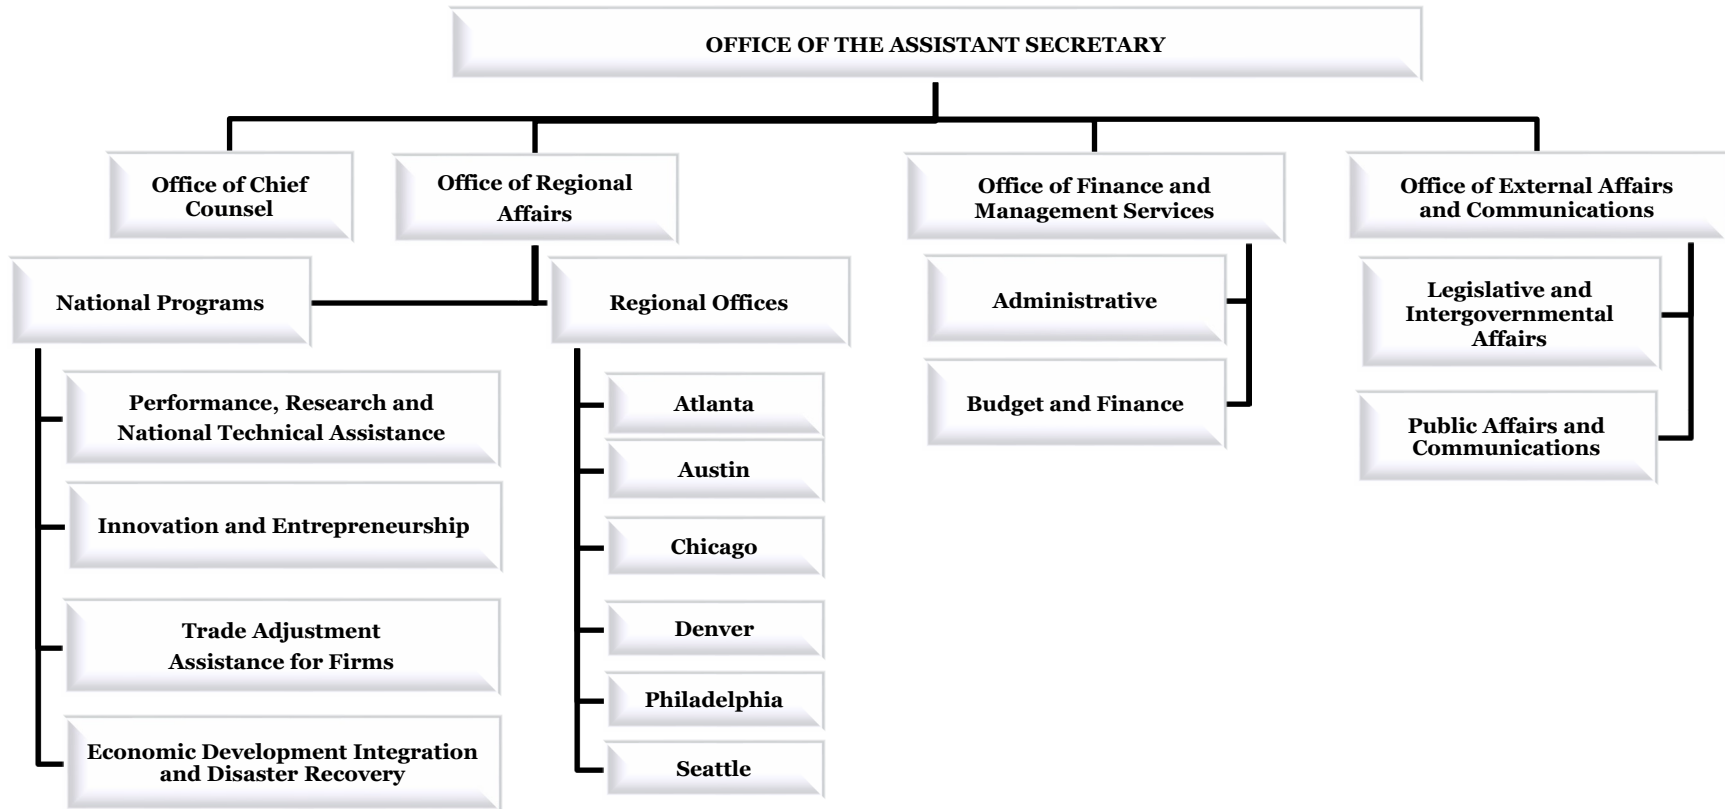 OFFICE OF THE ASSISTANT SECRETARY
Office of Chief
Counsel
Office of Regional
Affairs
Office of Finance and
Management Services
Office of External Affairs
and Communications
National Programs
Regional Offices
Administrative
Legislative and
Intergovernmental
Affairs
Performance, Research and
National Technical Assistance
Atlanta
Budget and Finance
Public Affairs and
Communications
Austin
Innovation and Entrepreneurship
Chicago
Trade Adjustment
Assistance for Firms
Denver
Philadelphia
Economic Development Integration
and Disaster Recovery
Seattle